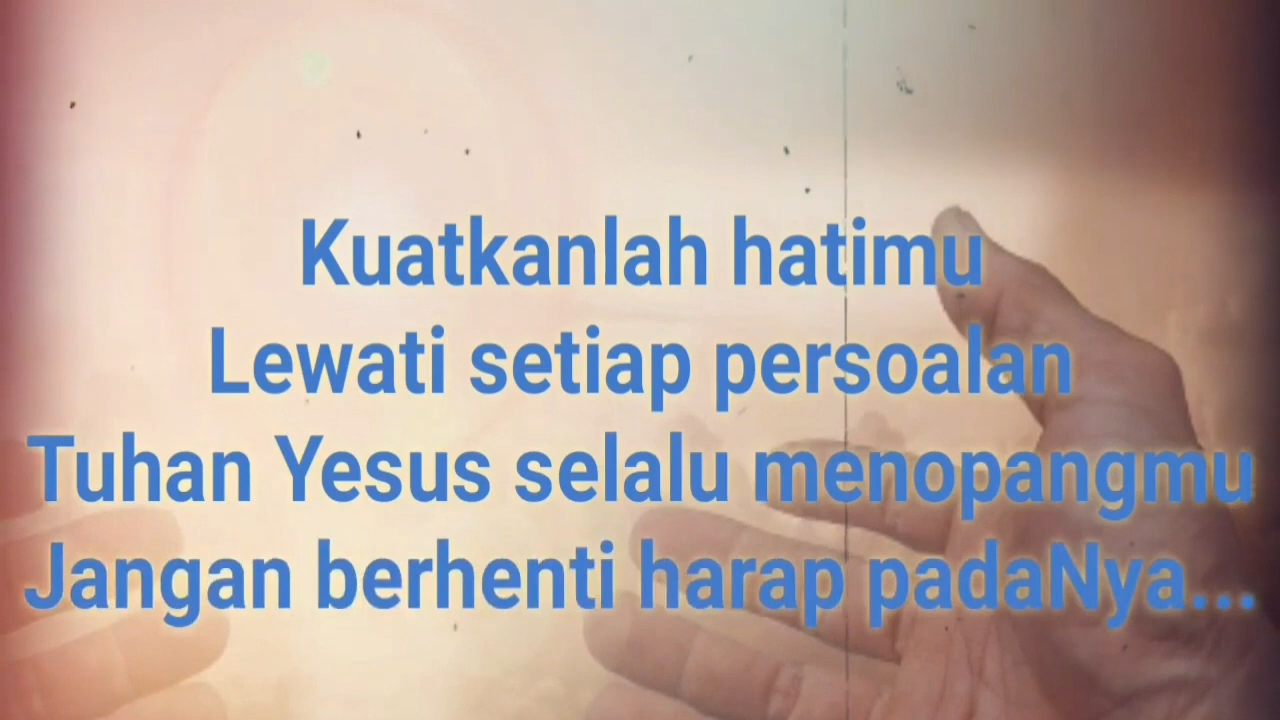 Kuatkanlah hatimu
Lewati setiap persoalan
Tuhan Yesus selalu menopangmu
Jangan berhenti harap padaNya...